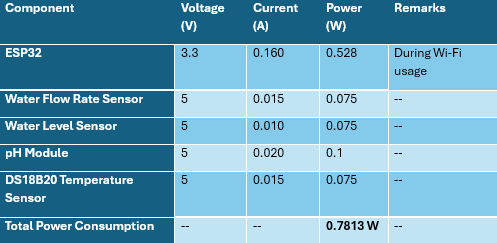 Component Voltage (V) Current (A) Power (W) Remarks
ESP32 3.3 0.160 0.528 During Wi-Fi usage
Water Flow Rate Sensor 5 0.015 0.075 --
Water Level Sensor 5 0.010 0.075 --
pH Module 5 0.020 0.1 --
DS18B20 Temperature Sensor 5 0.015 0.075 --
Total Power Consumption -- -- 0.7813 W --